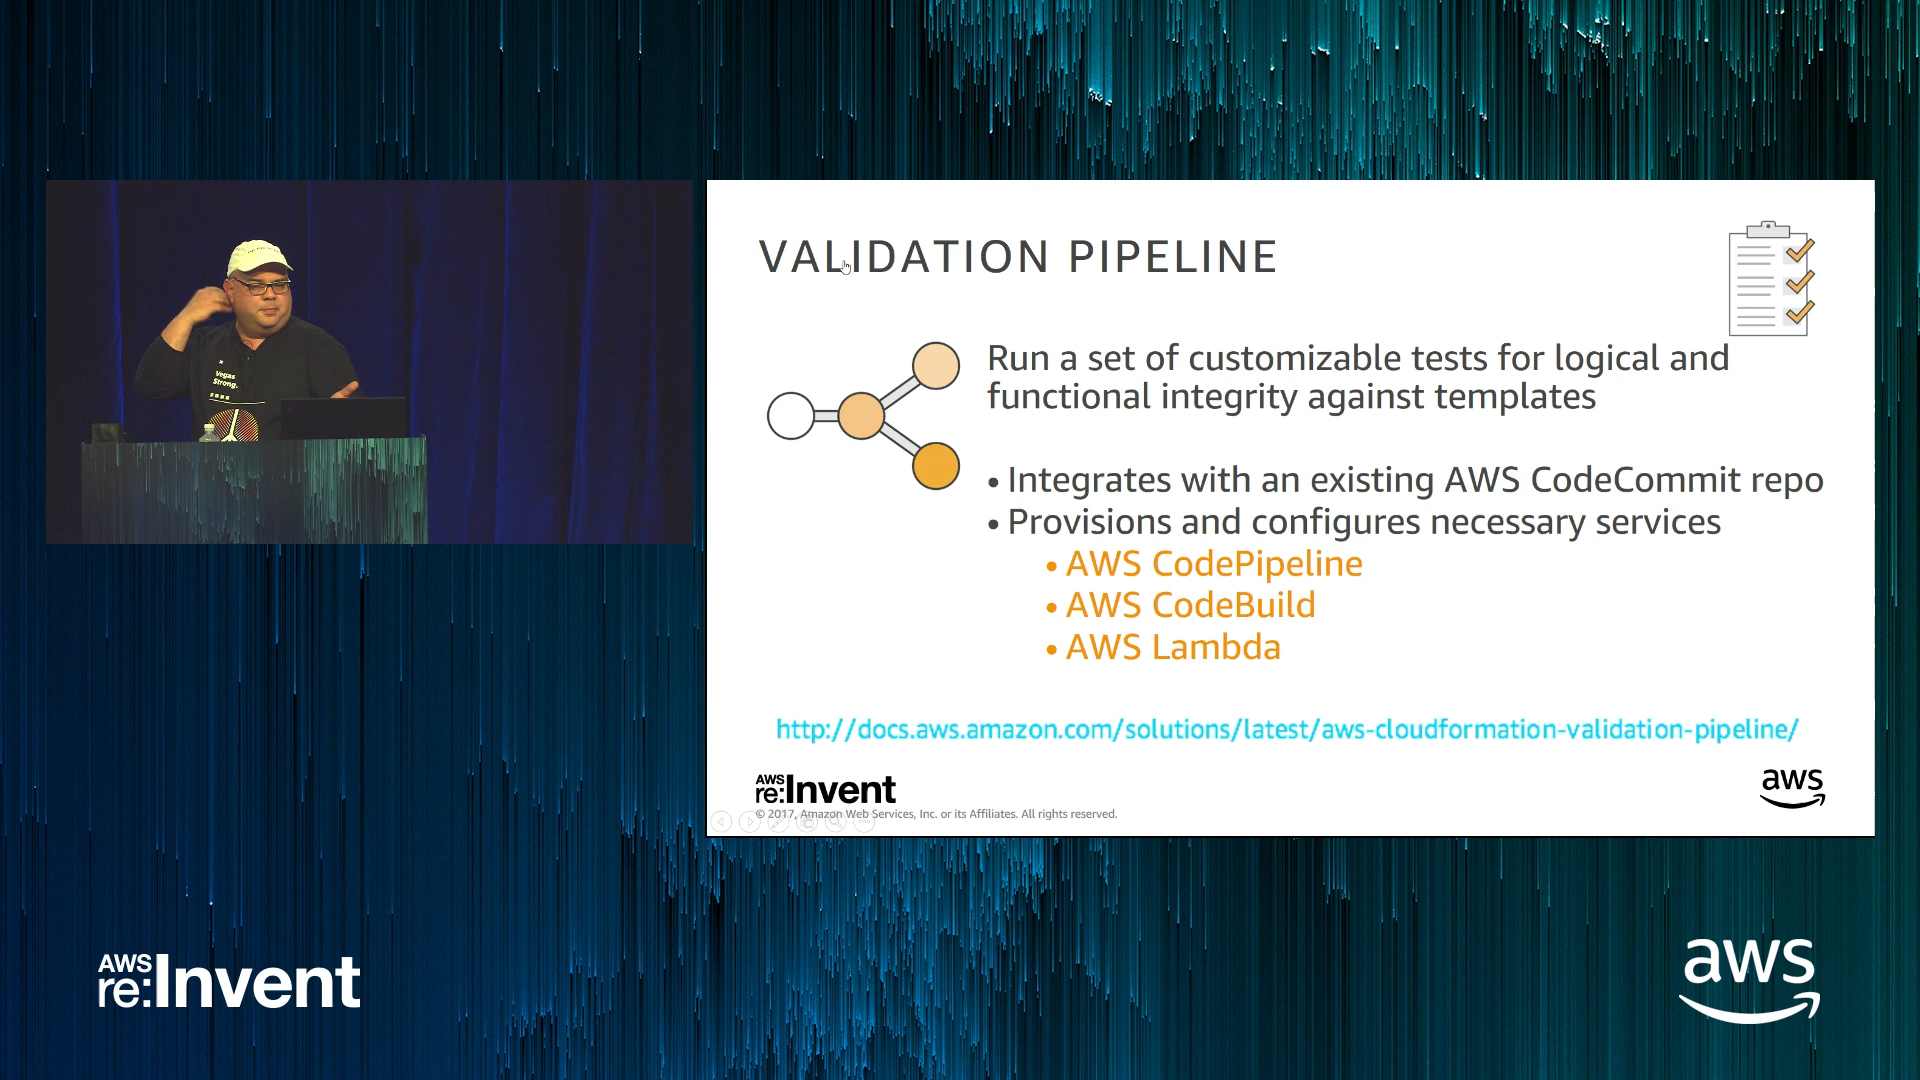 VALIDATION PIPELINE
Run a set of customizable tests for logical and
functional integrity against templates
• Integrates with an existing AWS CodeCommit repo
• Provisions and configures necessary services
• AWS CodePipeline
• AWS CodeBuild
• AWS Lambda
http://docs.aws.amazon.com/solutions/latest/aws-cloudformation-validation-pipeline/
AWS
re:Invent
aws
© 2017, Amazon Web Services, Inc. or its Affiliates. All rights reserved.
Vegas
Strong.
AWS
re:Invent
aws